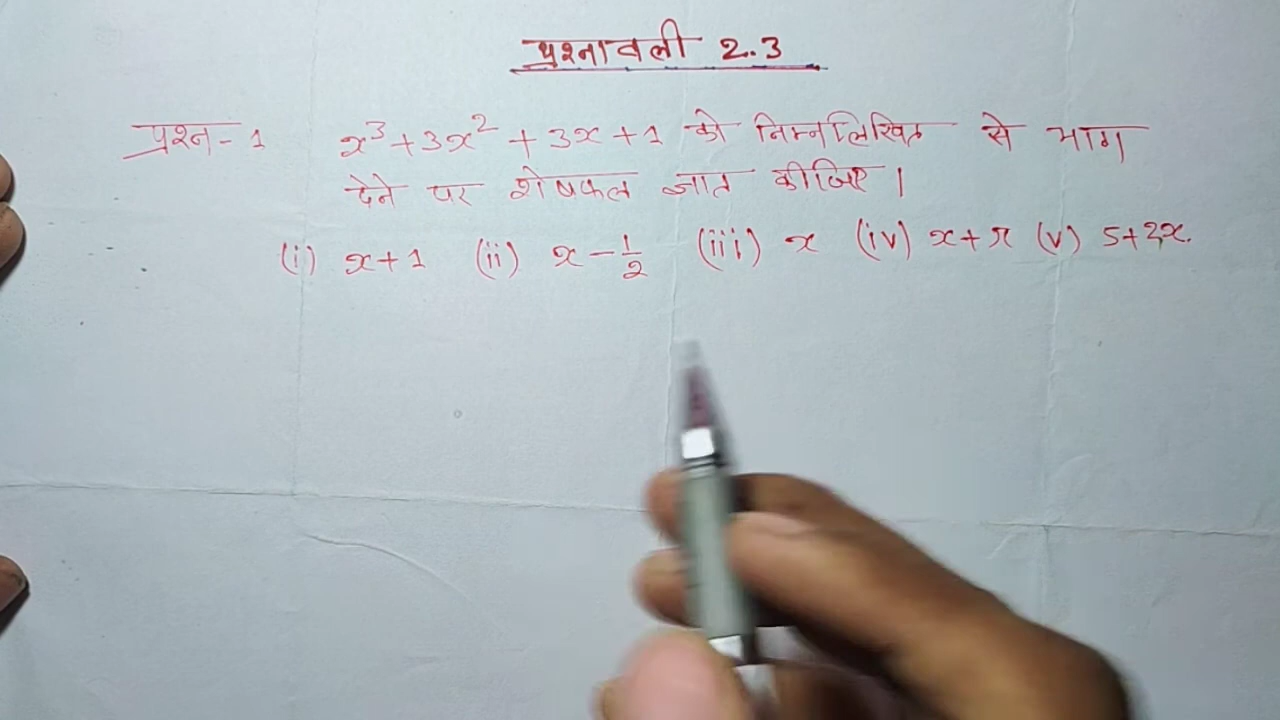 प्रश्नावली 2.3
प्रश्न-1 x³+3x²+3x+1 को निम्नलिखित से भाग
देने पर शेषफल ज्ञात कीजिए।
(i) x+1 (ii) x-1/2 (iii) x (iv) x+π (v) 5+2x.